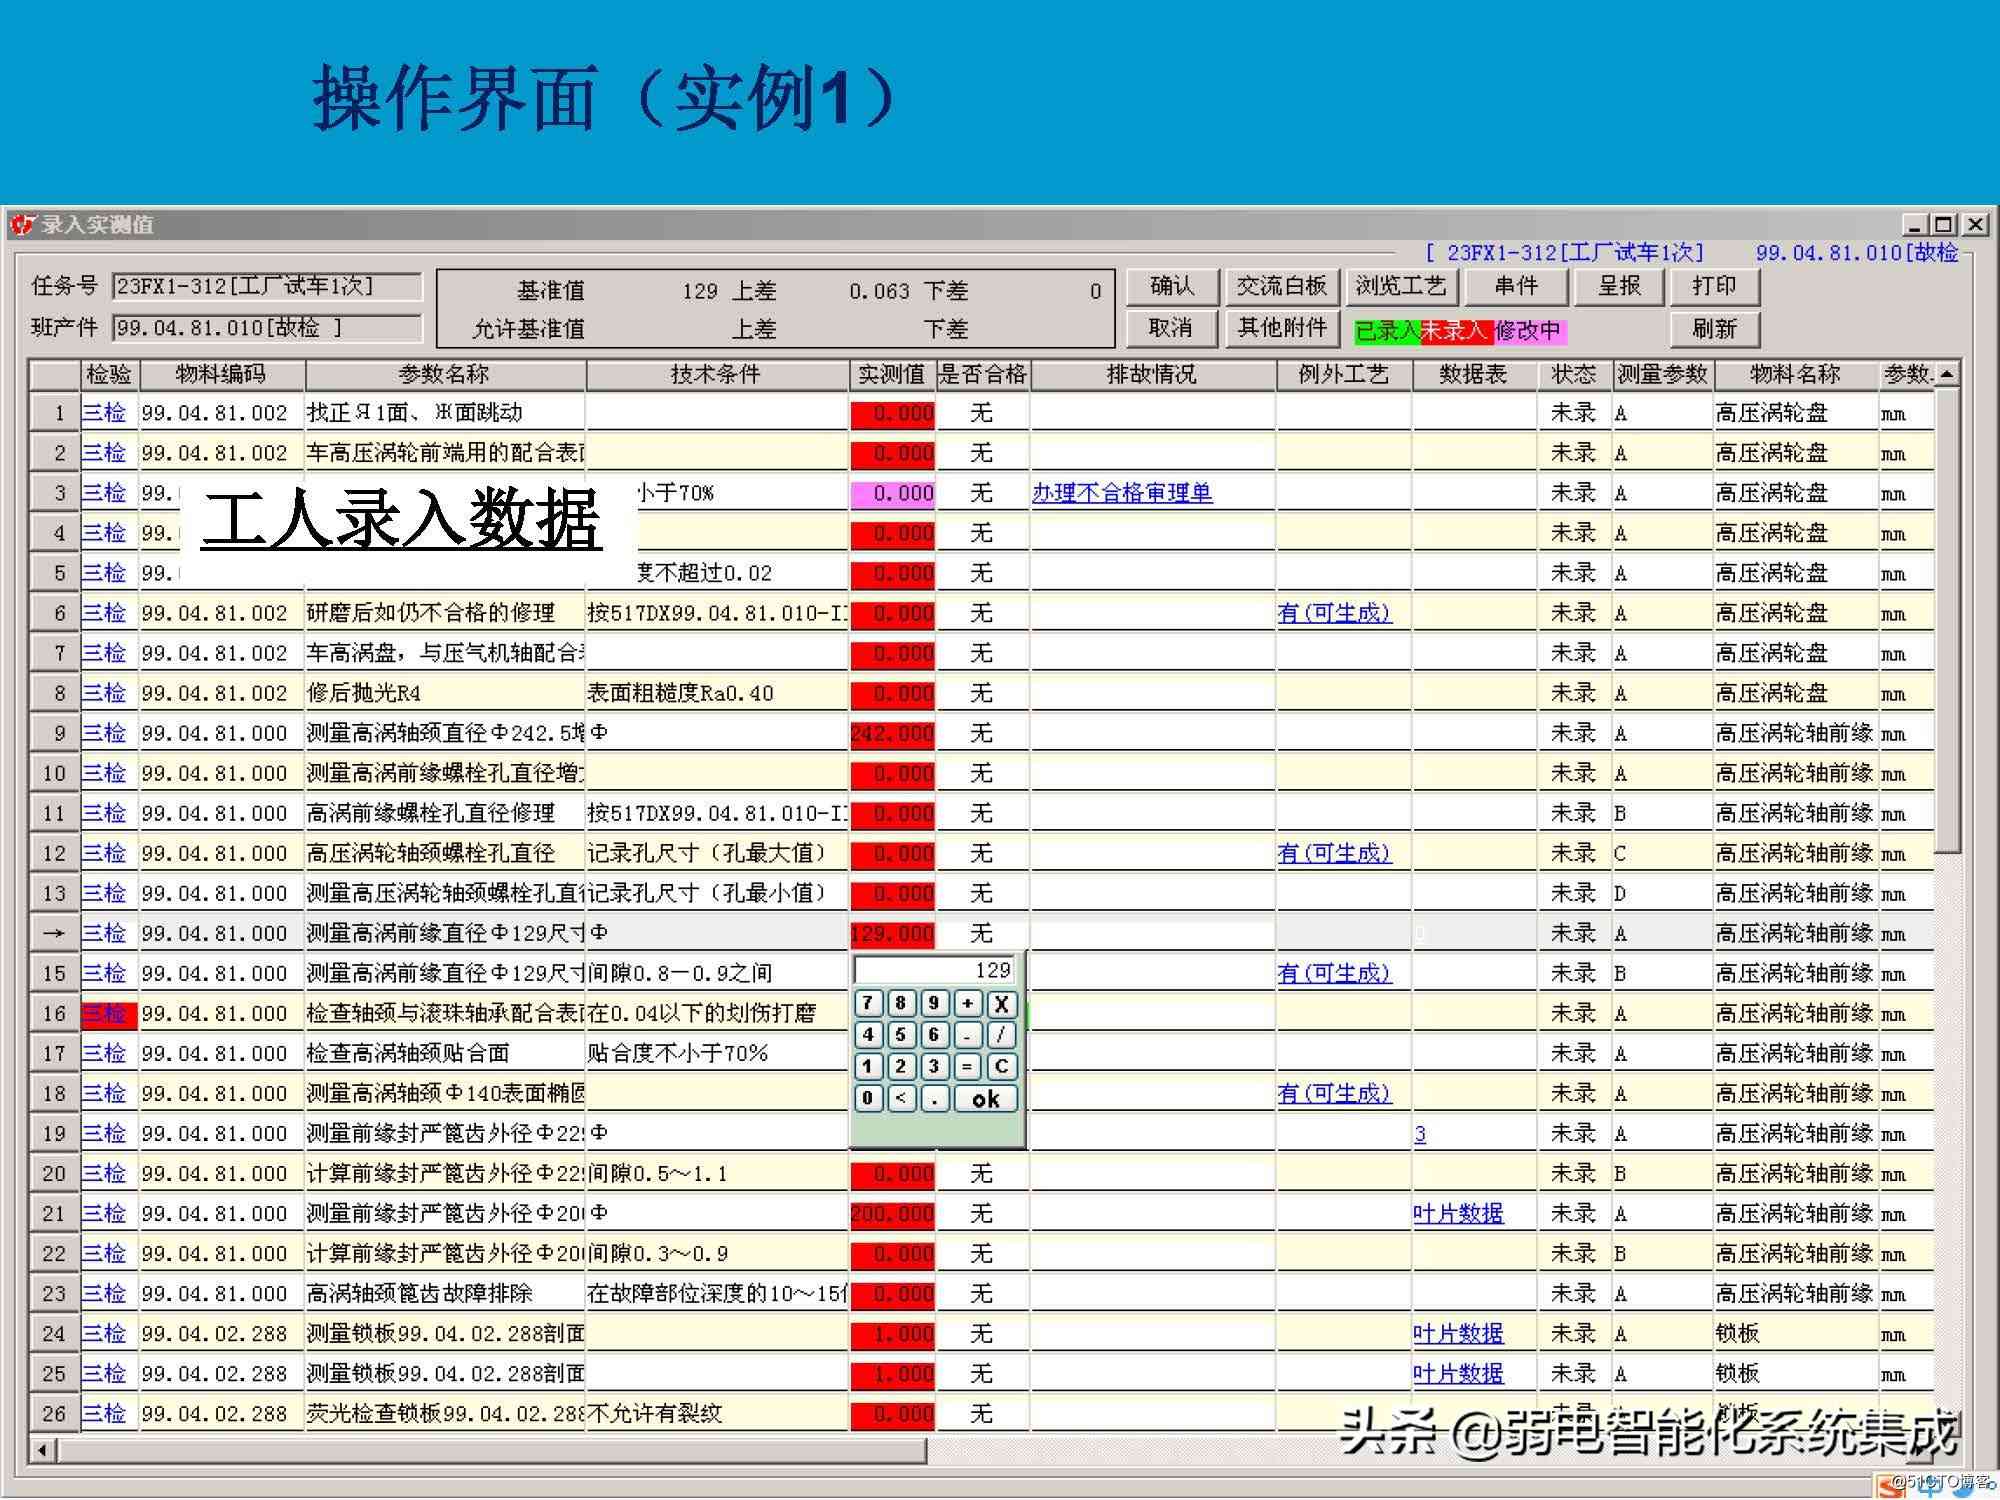 操作界面（实例1）
录入实测值
[ 23FX1-312[工厂试车1次] 99.04.81.010[故检
任务号 23FX1-312[工厂试车1次] 基准值 129 上差 0.063 下差 0 确认 交流白板 浏览工艺 串件 呈报 打印
班产件 99.04.81.010[故检 ] 允许基准值 上差 下差 取消 其他附件 已录入 未录入 修改中 刷新
检验 物料编码 参数名称 技术条件 实测值 是否合格 排故情况 例外工艺 数据表 状态 测量参数 物料名称 参数
1 三检 99.04.81.002 找正Я1面、Ж面跳动 0.000 无 未录 A 高压涡轮盘 mm
2 三检 99.04.81.002 车高压涡轮前端用的配合表 0.000 无 未录 A 高压涡轮盘 mm
3 三检 99. 小于70% 0.000 无 办理不合格审理单 未录 A 高压涡轮盘 mm
工人录入数据
4 三检 99. 0.000 无 未录 A 高压涡轮盘 mm
5 三检 99. 度不超过0.02 0.000 无 未录 A 高压涡轮盘 mm
6 三检 99.04.81.002 研磨后如仍不合格的修理 按517DX99.04.81.010-I 0.000 无 有(可生成) 未录 A 高压涡轮盘 mm
7 三检 99.04.81.002 车高涡盘，与压气机轴配合 0.000 无 未录 A 高压涡轮盘 mm
8 三检 99.04.81.002 修后抛光R4 表面粗糙度Ra0.40 0.000 无 未录 A 高压涡轮盘 mm
9 三检 99.04.81.000 测量高涡轴颈直径Φ242.5增 Φ 242.000 无 未录 A 高压涡轮轴前缘 mm
10 三检 99.04.81.000 测量高涡前缘螺栓孔直径增 0.000 无 未录 A 高压涡轮轴前缘 mm
11 三检 99.04.81.000 高涡前缘螺栓孔直径修理 按517DX99.04.81.010-I 0.000 无 未录 B 高压涡轮轴前缘 mm
12 三检 99.04.81.000 高压涡轮轴颈螺栓孔直径 记录孔尺寸（孔最大值） 0.000 无 有(可生成) 未录 C 高压涡轮轴前缘 mm
13 三检 99.04.81.000 测量高压涡轮轴颈螺栓孔直 记录孔尺寸（孔最小值） 0.000 无 未录 D 高压涡轮轴前缘 mm
→ 三检 99.04.81.000 测量高涡前缘直径Φ129尺寸 Φ 129.000 无 0 未录 A 高压涡轮轴前缘 mm
15 三检 99.04.81.000 测量高涡前缘直径Φ129尺寸 间隙0.8—0.9之间 有(可生成) 未录 B 高压涡轮轴前缘 mm
129
7 8 9 + X
4 5 6 - /
1 2 3 = C
0 < . ok
16 三检 99.04.81.000 检查轴颈与滚珠轴承配合表 在0.04以下的划伤打磨 未录 A 高压涡轮轴前缘 mm
17 三检 99.04.81.000 检查高涡轴颈贴合面 贴合度不小于70% 未录 A 高压涡轮轴前缘 mm
18 三检 99.04.81.000 测量高涡轴颈Φ140表面椭圆 有(可生成) 未录 A 高压涡轮轴前缘 mm
19 三检 99.04.81.000 测量前缘封严篦齿外径Φ22 Φ 3 未录 A 高压涡轮轴前缘 mm
20 三检 99.04.81.000 计算前缘封严篦齿外径Φ22 间隙0.5～1.1 0.000 无 未录 B 高压涡轮轴前缘 mm
21 三检 99.04.81.000 测量前缘封严篦齿外径Φ20 Φ 200.000 无 叶片数据 未录 A 高压涡轮轴前缘 mm
22 三检 99.04.81.000 计算前缘封严篦齿外径Φ20 间隙0.3～0.9 0.000 无 未录 B 高压涡轮轴前缘 mm
23 三检 99.04.81.000 高涡轴颈篦齿故障排除 在故障部位深度的10～15 0.000 无 未录 A 高压涡轮轴前缘 mm
24 三检 99.04.02.288 测量锁板99.04.02.288剖面 1.000 无 叶片数据 未录 A 锁板 mm
25 三检 99.04.02.288 测量锁板99.04.02.288剖面 1.000 无 叶片数据 未录 A 锁板 mm
26 三检 99.04.02.288 荧光检查锁板99.04.02.288 不允许有裂纹 0.000 无
头条 @弱电智能化系统集成
@51CTO博客